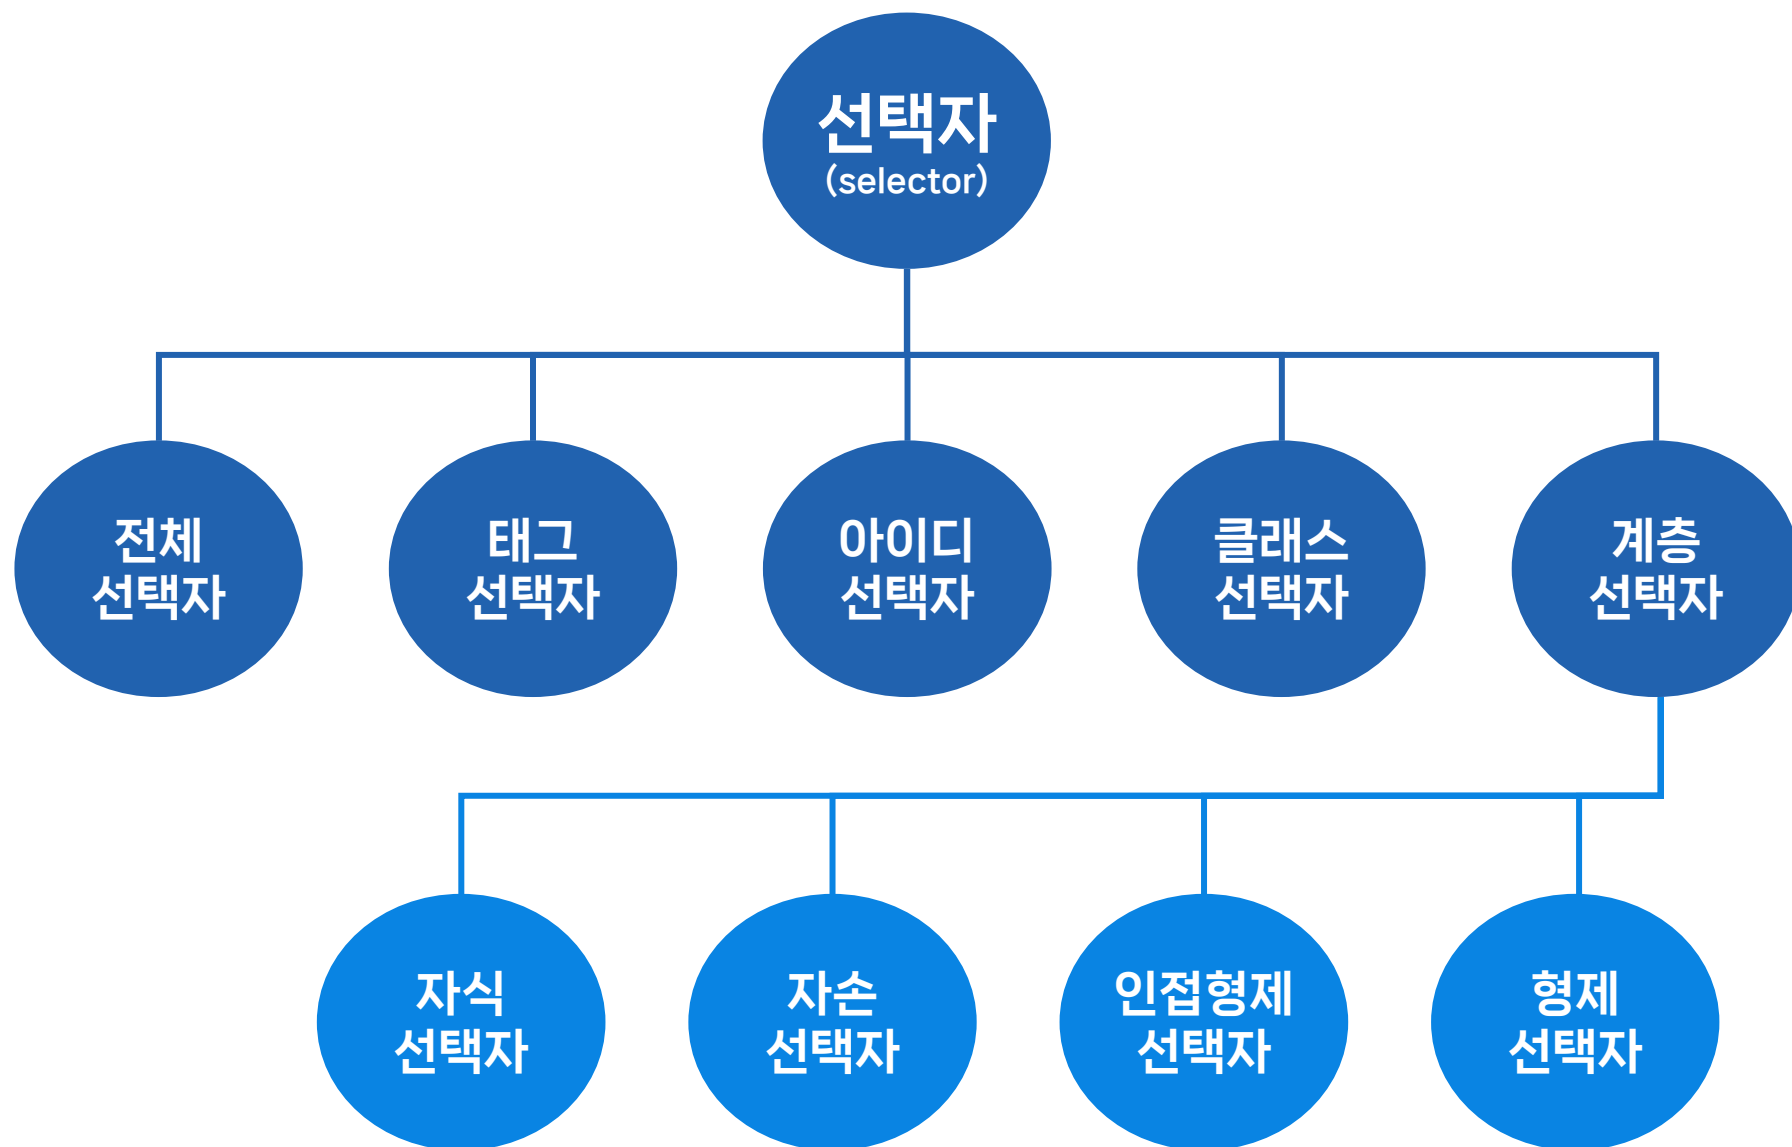 선택자
(selector)
전체
선택자
태그
선택자
아이디
선택자
클래스
선택자
계층
선택자
자식
선택자
자손
선택자
인접형제
선택자
형제
선택자